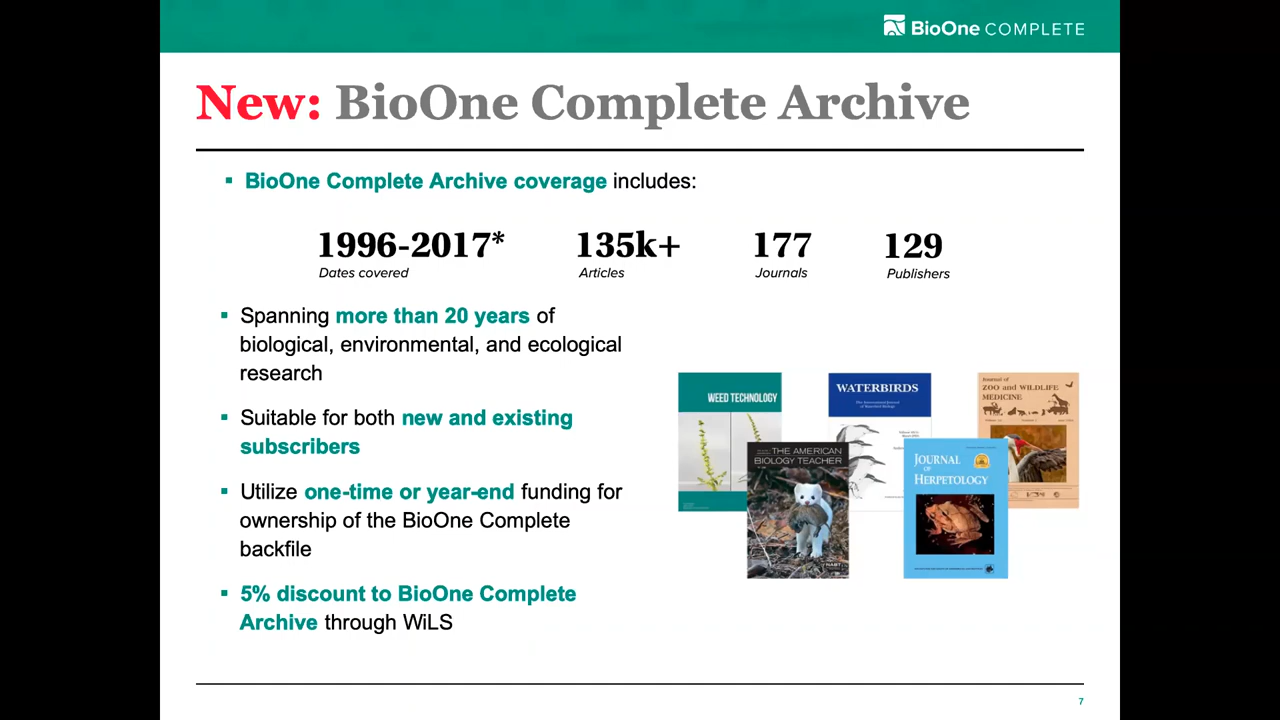 BioOne COMPLETE
New: BioOne Complete Archive
▪ BioOne Complete Archive coverage includes:
1996-2017* 135k+ 177 129
Dates covered Articles Journals Publishers
▪ Spanning more than 20 years of
biological, environmental, and ecological
research
▪ Suitable for both new and existing
subscribers
▪ Utilize one-time or year-end funding for
ownership of the BioOne Complete
backfile
▪ 5% discount to BioOne Complete
Archive through WiLS
WEED TECHNOLOGY
WATERBIRDS
Journal of
ZOO and WILDLIFE
MEDICINE
THE AMERICAN
BIOLOGY TEACHER
NABT
JOURNAL
OF
HERPETOLOGY
7